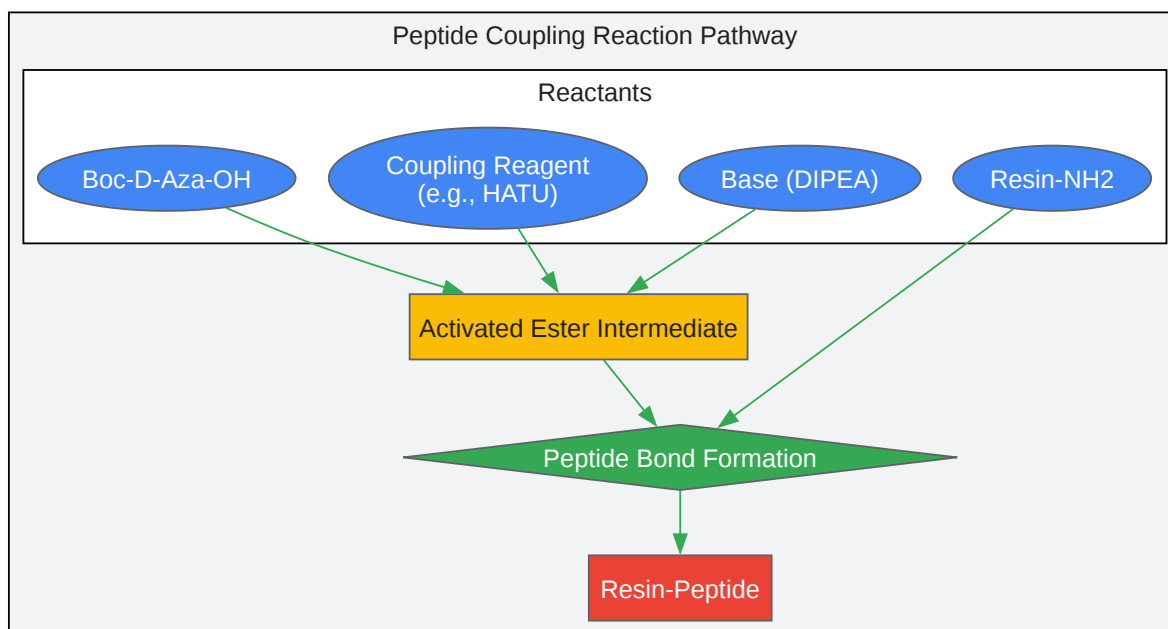 Peptide Coupling Reaction Pathway
Reactants
Boc-D-Aza-OH
Coupling Reagent
(e.g., HATU)
Base (DIPEA)
Resin-NH2
Activated Ester Intermediate
Peptide Bond Formation
Resin-Peptide